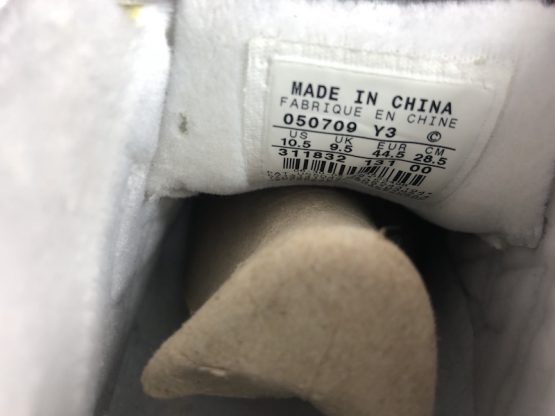 MADE IN CHINA
FABRIQUE EN CHINE
050709 Y3 ©
US UK EUR CM
10.5 9.5 44.5 28.5
311832 131 00